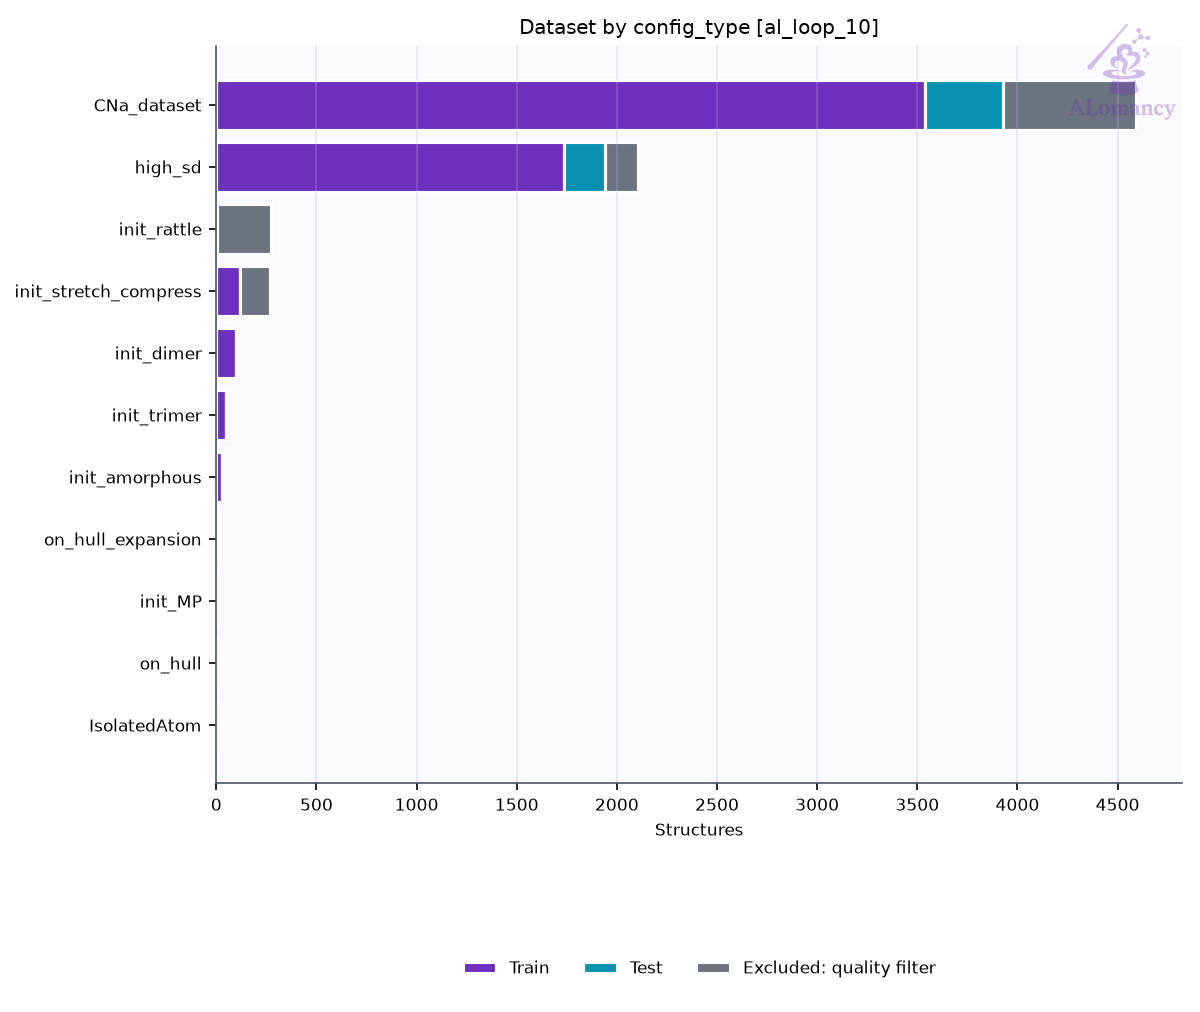 Dataset by config_type [al_loop_10]
ALomancy
CNa_dataset
high_sd
init_rattle
init_stretch_compress
init_dimer
init_trimer
init_amorphous
on_hull_expansion
init_MP
on_hull
IsolatedAtom
0 500 1000 1500 2000 2500 3000 3500 4000 4500
Structures
Train Test Excluded: quality filter